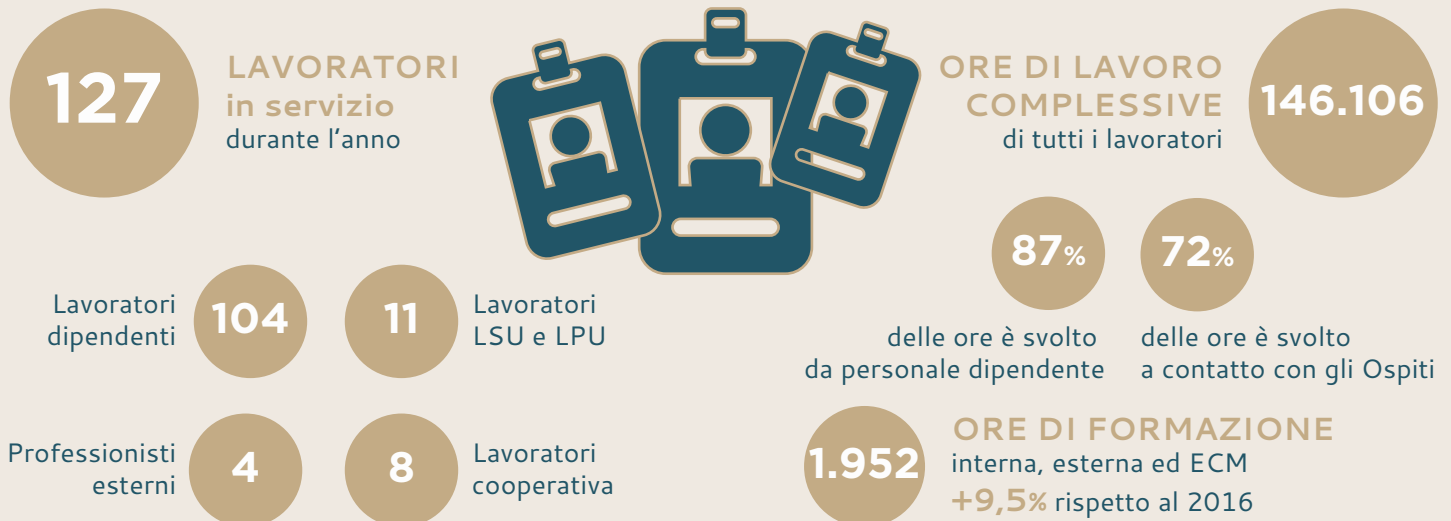 127
LAVORATORI
in servizio
durante l'anno
ORE DI LAVORO
COMPLESSIVE
di tutti i lavoratori
146.106
87%
delle ore è svolto
da personale dipendente
72%
delle ore è svolto
a contatto con gli Ospiti
Lavoratori
dipendenti
104
11
Lavoratori
LSU e LPU
Professionisti
esterni
4
8
Lavoratori
cooperativa
1.952
ORE DI FORMAZIONE
interna, esterna ed ECM
+9,5% rispetto al 2016